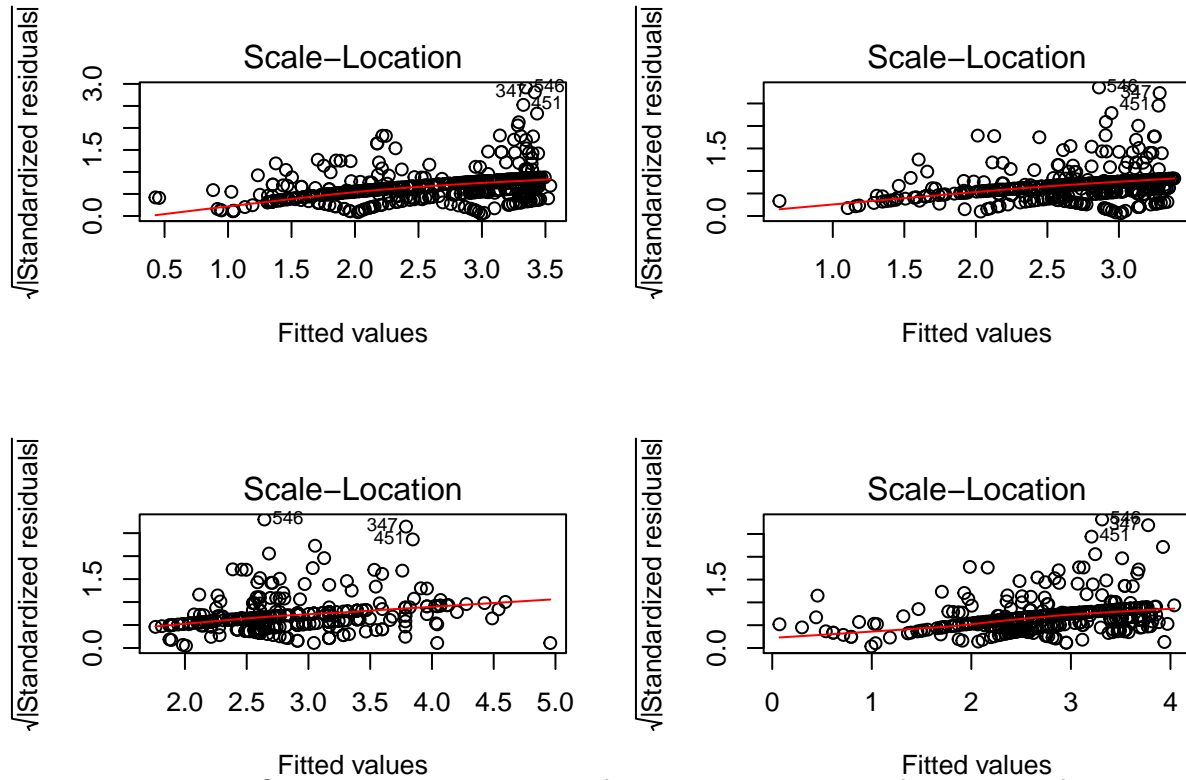 Scale−Location
√|Standardized residuals|
0.0 1.5 3.0
546
347
451
0.5 1.0 1.5 2.0 2.5 3.0 3.5
Fitted values
Scale−Location
√|Standardized residuals|
0.0 1.5
546
347
451
1.0 1.5 2.0 2.5 3.0
Fitted values
Scale−Location
√|Standardized residuals|
0.0 1.5
546
347
451
2.0 2.5 3.0 3.5 4.0 4.5 5.0
Fitted values
Scale−Location
√|Standardized residuals|
0.0 1.5
546
347
451
0 1 2 3 4
Fitted values